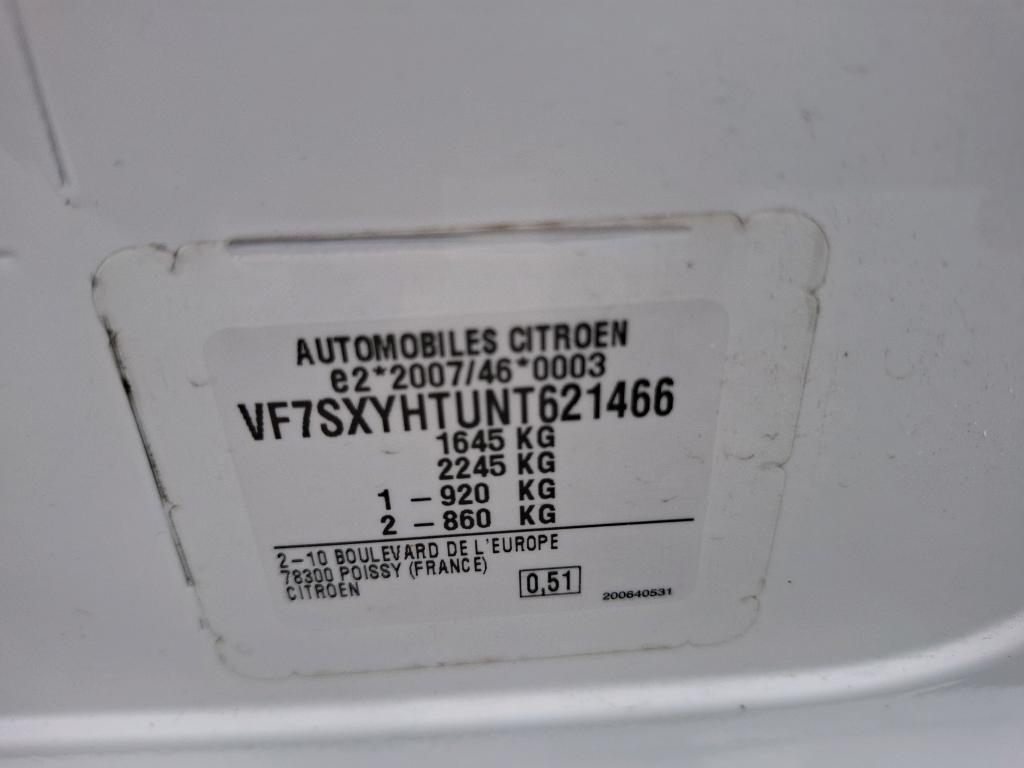 AUTOMOBILES CITROEN
e2*2007/46*0003
VF7SXYHTUNT621466
1645 KG
2245 KG
1 – 920 KG
2 – 860 KG
2–10 BOULEVARD DE L'EUROPE
78300 POISSY (FRANCE)
CITROEN
0,51
200640531